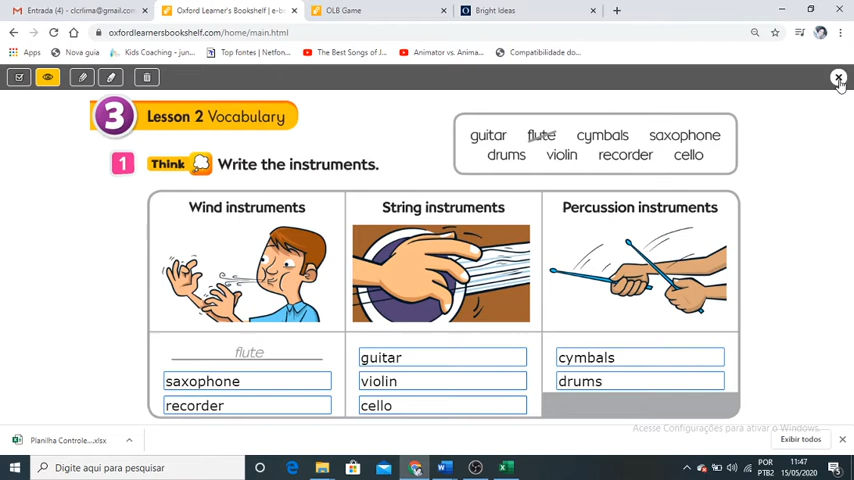 Entrada (4) - clcrlima@gmail.com
Oxford Learner's Bookshelf | e-bo
OLB Game
Bright Ideas
oxfordlearnersbookshelf.com/home/main.html
Apps
Nova guia
Kids Coaching - jun...
Top fontes | Netfon...
The Best Songs of J...
Animator vs. Anima...
Compatibilidade do...
3
Lesson 2 Vocabulary
guitar flute cymbals saxophone
drums violin recorder cello
1 Think Write the instruments.
Wind instruments
String instruments
Percussion instruments
flute
saxophone
recorder
guitar
violin
cello
cymbals
drums
Acesse Configurações para ativar o Windows.
Planilha Controle....xlsx
Exibir todos
Digite aqui para pesquisar
POR
PTB2
11:47
15/05/2020
5